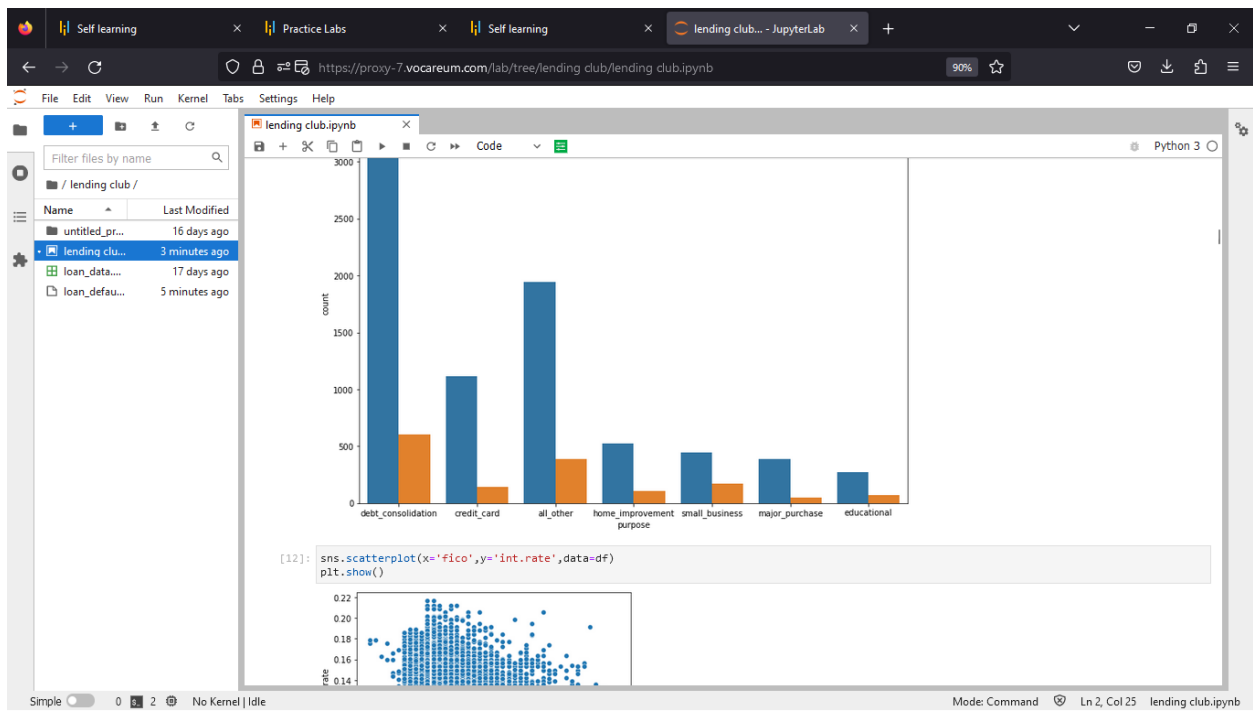 Self learning
Practice Labs
Self learning
lending club... - JupyterLab
https://proxy-7.vocareum.com/lab/tree/lending club/lending club.ipynb
90%
File Edit View Run Kernel Tabs Settings Help
Filter files by name
/ lending club /
Name Last Modified
untitled_pr... 16 days ago
lending clu... 3 minutes ago
loan_data.... 17 days ago
loan_defau... 5 minutes ago
lending club.ipynb
Code
Python 3
3000
2500
2000
1500
1000
500
0
count
debt_consolidation credit_card all_other home_improvement small_business major_purchase educational
purpose
[12]: sns.scatterplot(x='fico',y='int.rate',data=df)
plt.show()
0.22
0.20
0.18
0.16
0.14
rate
Simple 0 2 No Kernel | Idle Mode: Command Ln 2, Col 25 lending club.ipynb